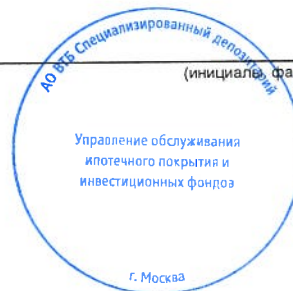 АО ВТБ Специализированный депозитарий
(инициалы, фа
Управление обслуживания
ипотечного покрытия и
инвестиционных фондов
г. Москва